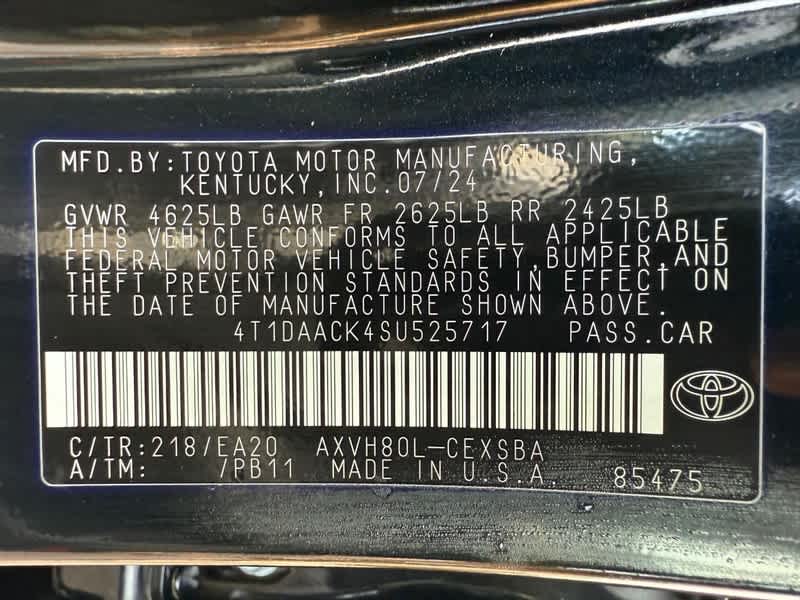 MFD.BY:TOYOTA MOTOR MANUFACTURING,
KENTUCKY,INC.07/24
GVWR 4625LB GAWR FR 2625LB RR 2425LB
THIS VEHICLE CONFORMS TO ALL APPLICABLE
FEDERAL MOTOR VEHICLE SAFETY,BUMPER,AND
THEFT PREVENTION STANDARDS IN EFFECT ON
THE DATE OF MANUFACTURE SHOWN ABOVE.
4T1DAACK4SU525717 PASS.CAR
C/TR:218/EA20 AXVH80L-CEXSBA
A/TM: /PB11 MADE IN U.S.A. 85475